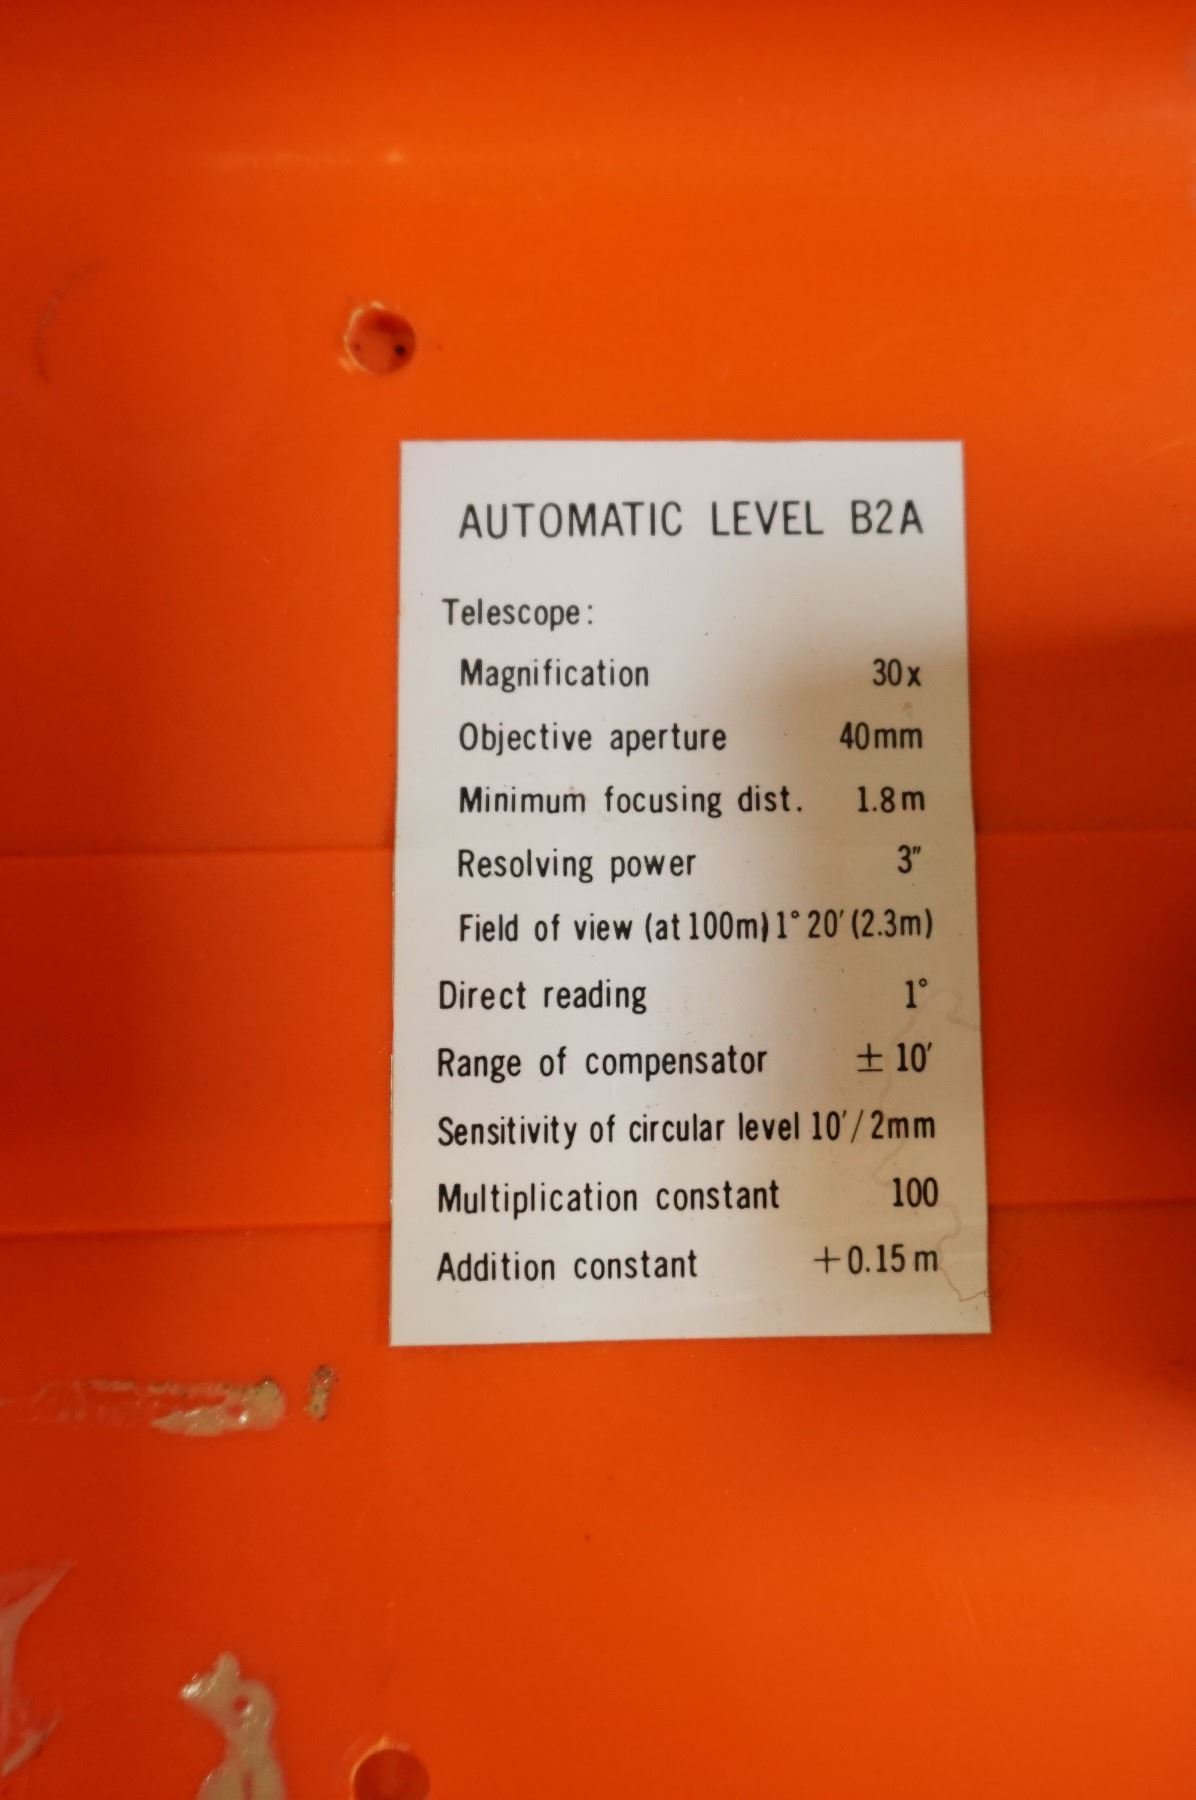 AUTOMATIC LEVEL B2A
Telescope:
Magnification 30x
Objective aperture 40mm
Minimum focusing dist. 1.8m
Resolving power 3″
Field of view (at 100m) 1° 20′ (2.3m)
Direct reading 1°
Range of compensator ± 10′
Sensitivity of circular level 10′/2mm
Multiplication constant 100
Addition constant +0.15m